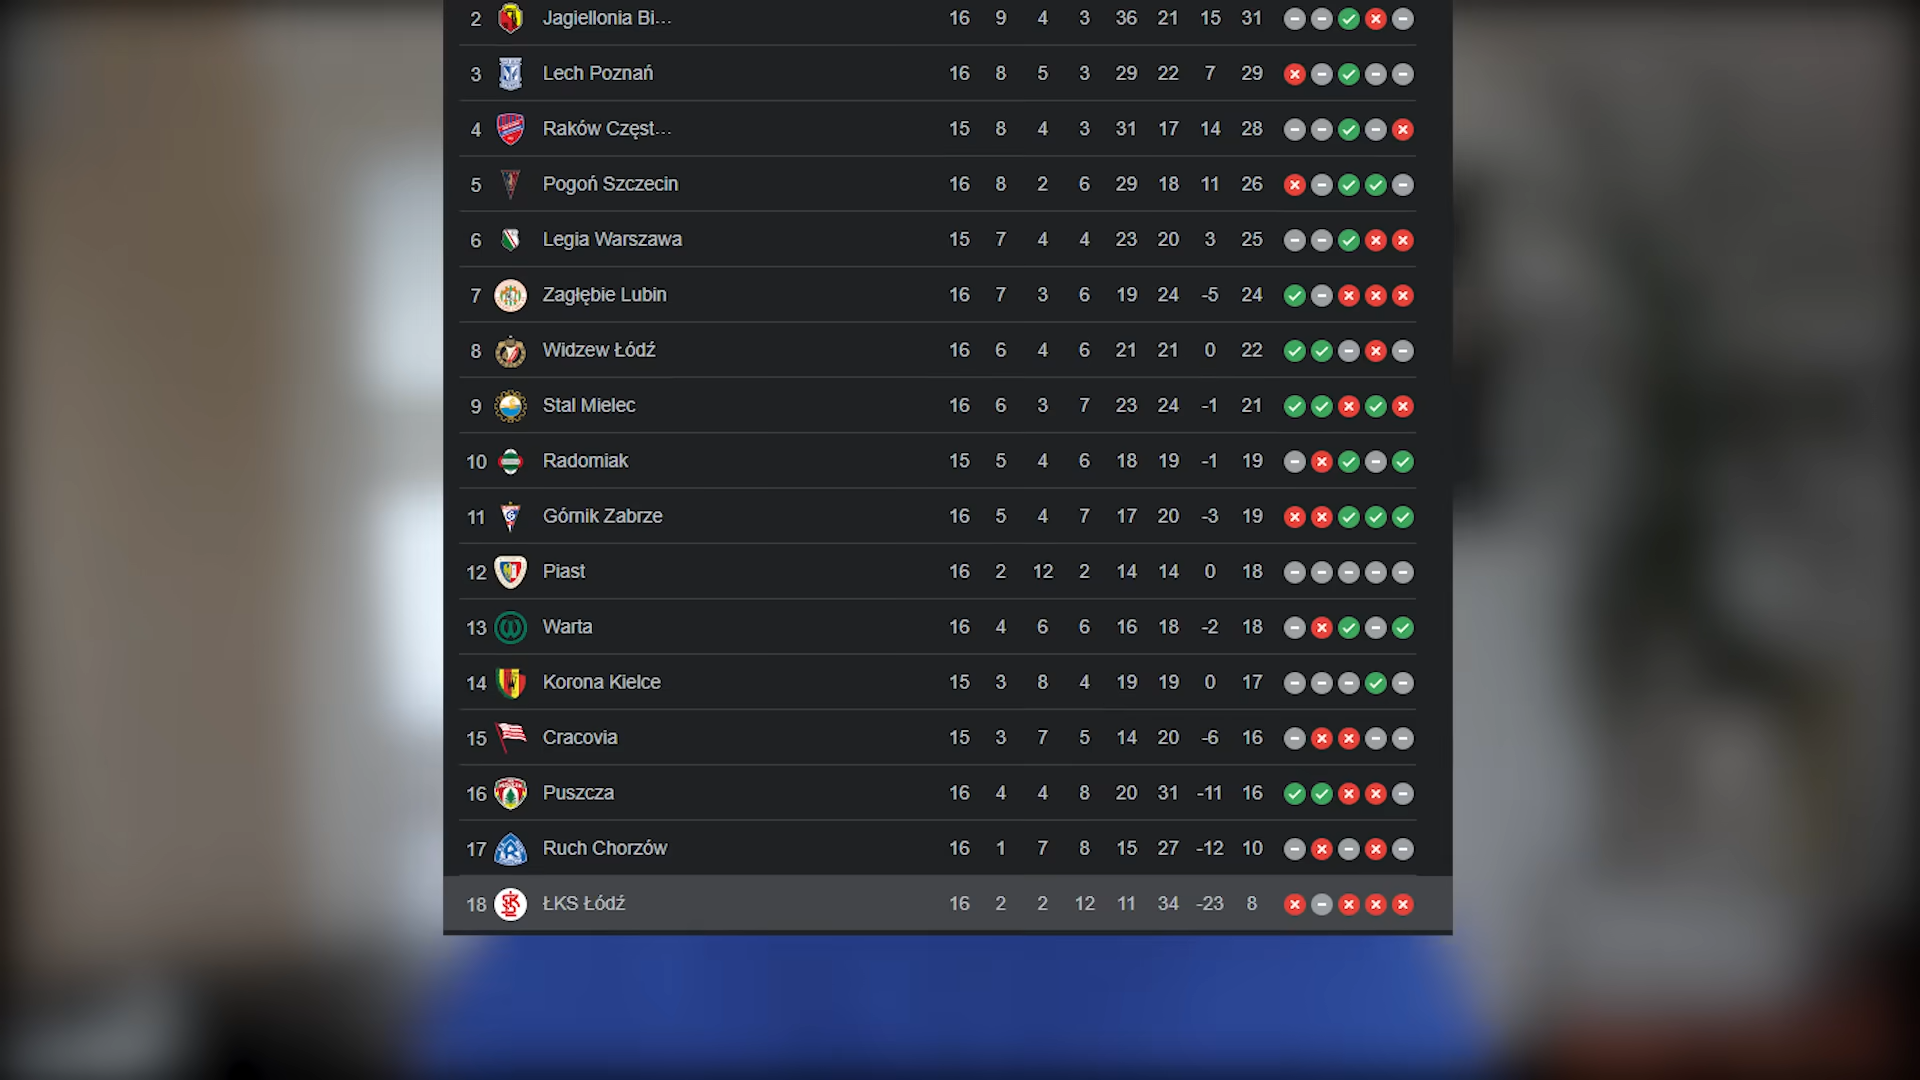 2 Jagiellonia Bi... 16 9 4 3 36 21 15 31
3 Lech Poznań 16 8 5 3 29 22 7 29
4 Raków Częst... 15 8 4 3 31 17 14 28
5 Pogoń Szczecin 16 8 2 6 29 18 11 26
6 Legia Warszawa 15 7 4 4 23 20 3 25
7 Zagłębie Lubin 16 7 3 6 19 24 -5 24
8 Widzew Łódź 16 6 4 6 21 21 0 22
9 Stal Mielec 16 6 3 7 23 24 -1 21
10 Radomiak 15 5 4 6 18 19 -1 19
11 Górnik Zabrze 16 5 4 7 17 20 -3 19
12 Piast 16 2 12 2 14 14 0 18
13 Warta 16 4 6 6 16 18 -2 18
14 Korona Kielce 15 3 8 4 19 19 0 17
15 Cracovia 15 3 7 5 14 20 -6 16
16 Puszcza 16 4 4 8 20 31 -11 16
17 Ruch Chorzów 16 1 7 8 15 27 -12 10
18 ŁKS Łódź 16 2 2 12 11 34 -23 8